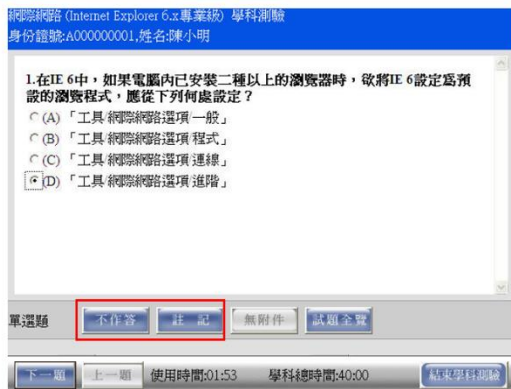 網際網路 (Internet Explorer 6.x專業級) 學科測驗
身份證號:A000000001,姓名:陳小明
1.在IE 6中，如果電腦內已安裝二種以上的瀏覽器時，欲將IE 6設定為預
設的瀏覽程式，應從下列何處設定？
(A) 「工具/網際網路選項/一般」
(B) 「工具/網際網路選項/程式」
(C) 「工具/網際網路選項/連線」
(D) 「工具/網際網路選項/進階」
單選題 不作答 註 記 無附件 試題全覽
下一題 上一題 使用時間:01:53 學科總時間:40:00 結束學科測驗